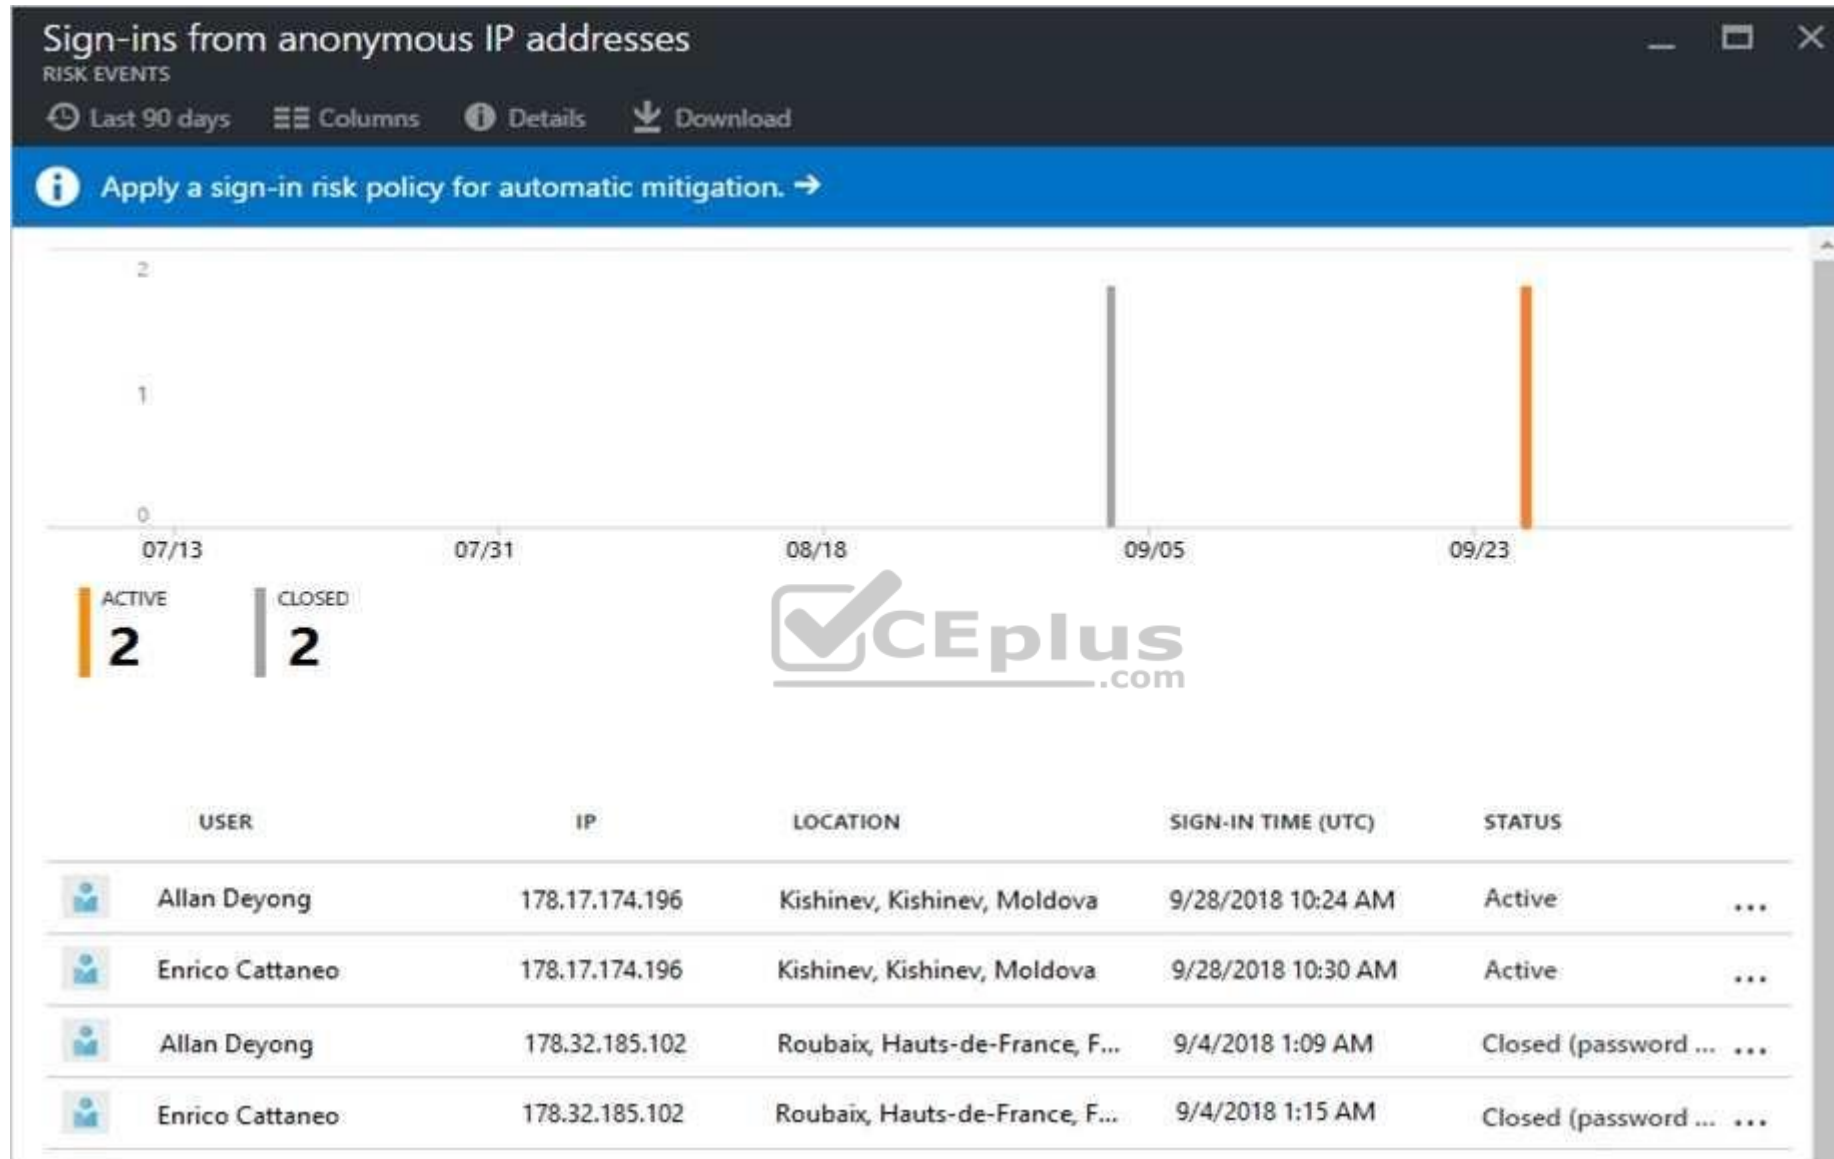 Sign-ins from anonymous IP addresses
RISK EVENTS
Last 90 days Columns Details Download
Apply a sign-in risk policy for automatic mitigation. →
2
1
0
07/13 07/31 08/18 09/05 09/23
ACTIVE CLOSED
2 2
CEplus
.com
USER IP LOCATION SIGN-IN TIME (UTC) STATUS
Allan Deyong 178.17.174.196 Kishinev, Kishinev, Moldova 9/28/2018 10:24 AM Active ...
Enrico Cattaneo 178.17.174.196 Kishinev, Kishinev, Moldova 9/28/2018 10:30 AM Active ...
Allan Deyong 178.32.185.102 Roubaix, Hauts-de-France, F... 9/4/2018 1:09 AM Closed (password ... ...
Enrico Cattaneo 178.32.185.102 Roubaix, Hauts-de-France, F... 9/4/2018 1:15 AM Closed (password ... ...